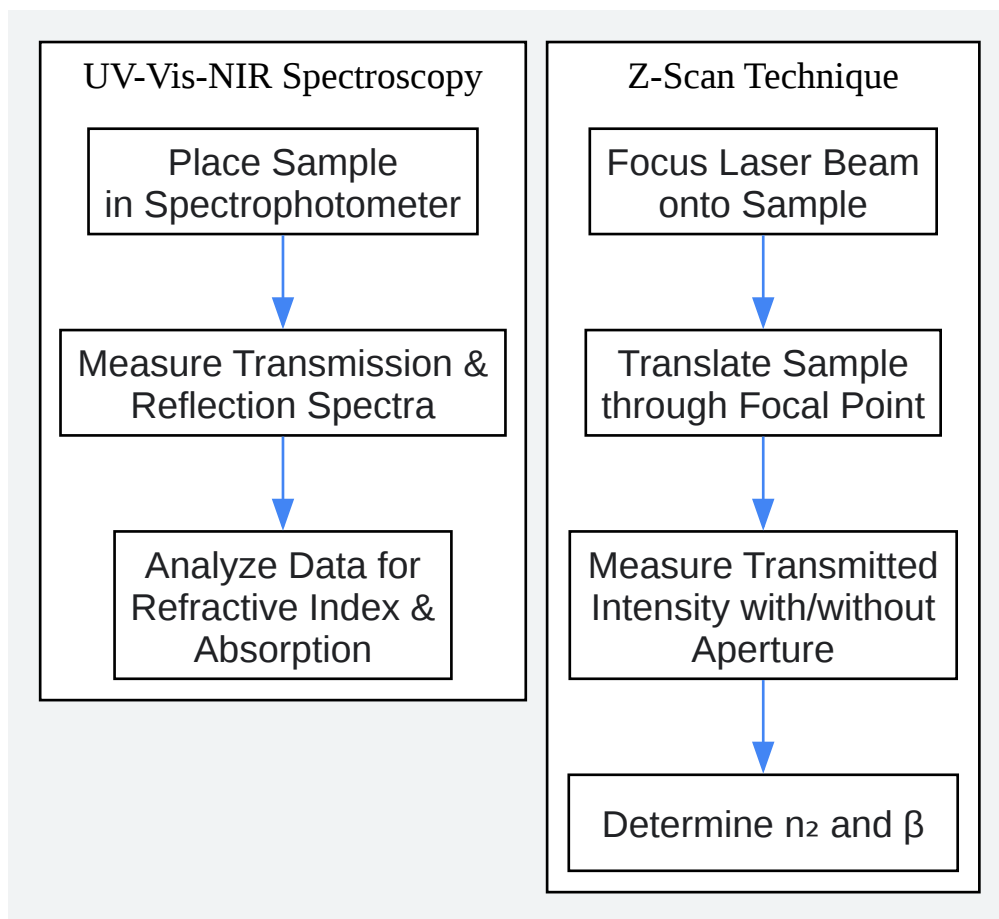 UV-Vis-NIR Spectroscopy
Place Sample
in Spectrophotometer
Measure Transmission &
Reflection Spectra
Analyze Data for
Refractive Index &
Absorption
Z-Scan Technique
Focus Laser Beam
onto Sample
Translate Sample
through Focal Point
Measure Transmitted
Intensity with/without
Aperture
Determine n₂ and β